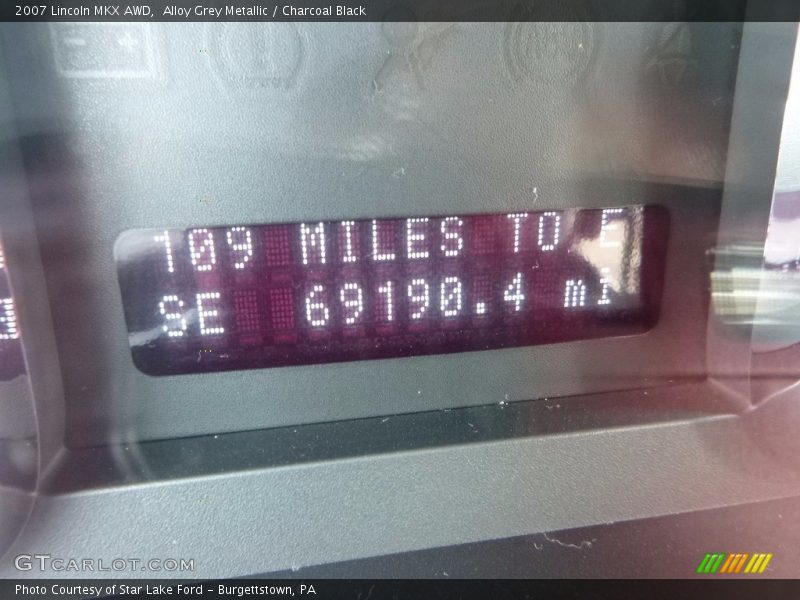 2007 Lincoln MKX AWD,  Alloy Grey Metallic / Charcoal Black
109 MILES TO E
SE 69190.4 mi
GTCARLOT.COM
Photo Courtesy of Star Lake Ford – Burgettstown, PA